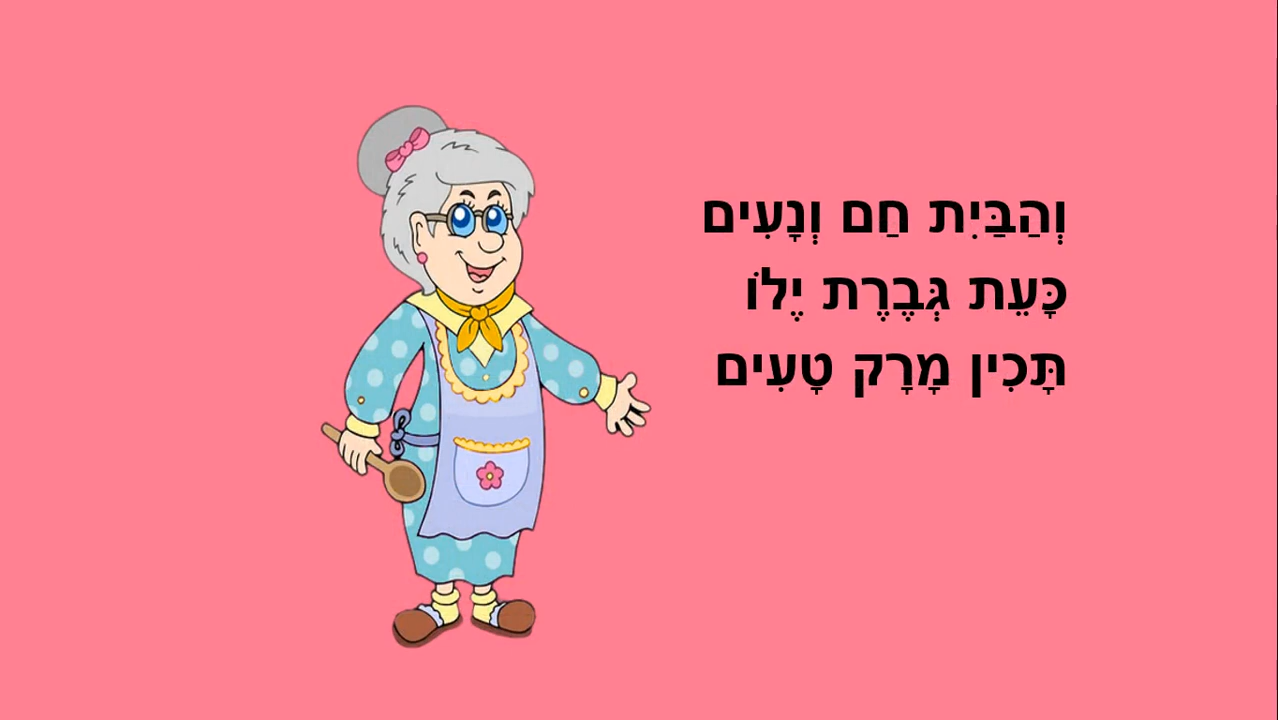 וְהַבַּיִת חַם וְנָעִים
כָּעֵת גְּבֶרֶת יֶלוֹ
תָּכִין מָרָק טָעִים